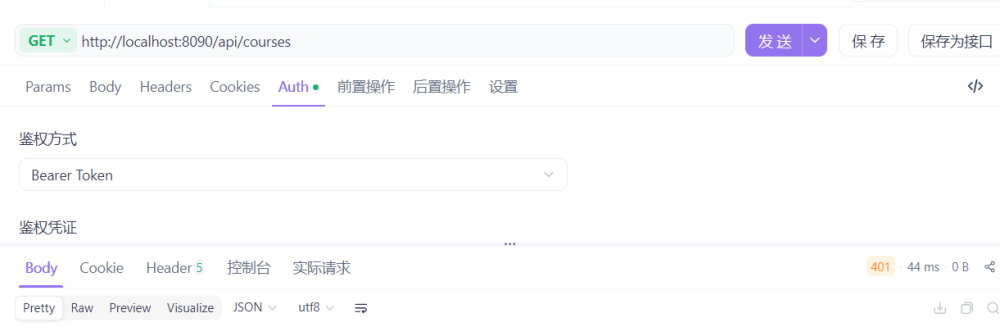 GET http://localhost:8090/api/courses 发 送 保 存 保存为接口
Params Body Headers Cookies Auth 前置操作 后置操作 设置 </>
鉴权方式
Bearer Token
鉴权凭证
Body Cookie Header 5 控制台 实际请求 401 · 44 ms · 0 B
Pretty Raw Preview Visualize JSON utf8